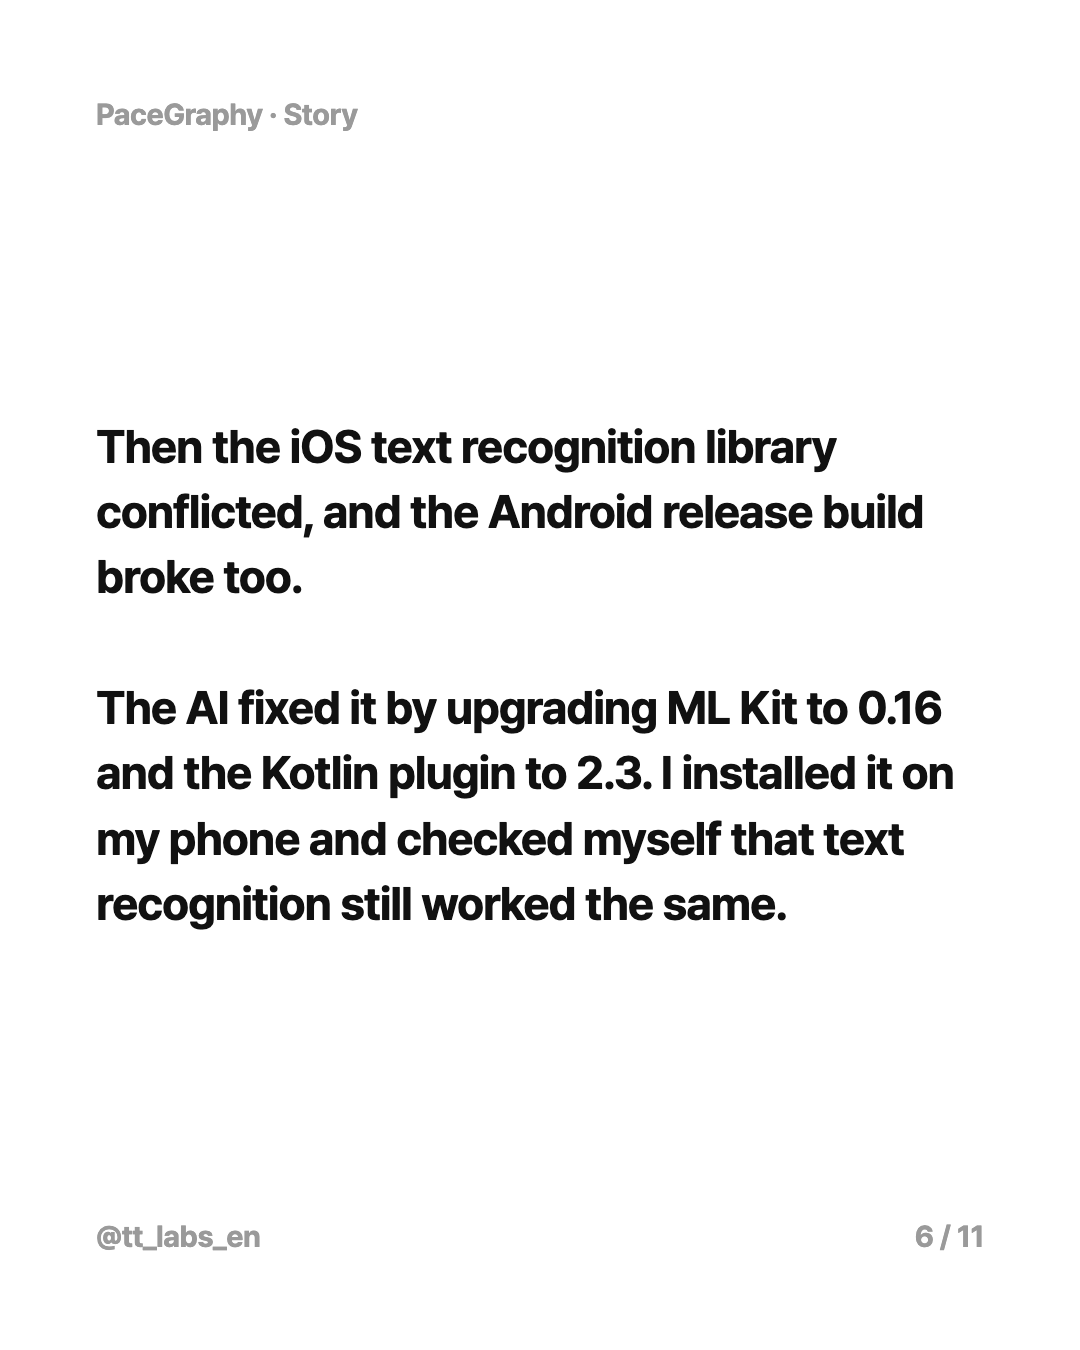 PaceGraphy · Story
Then the iOS text recognition library
conflicted, and the Android release build
broke too.
The AI fixed it by upgrading ML Kit to 0.16
and the Kotlin plugin to 2.3. I installed it on
my phone and checked myself that text
recognition still worked the same.
@tt_labs_en
6 / 11